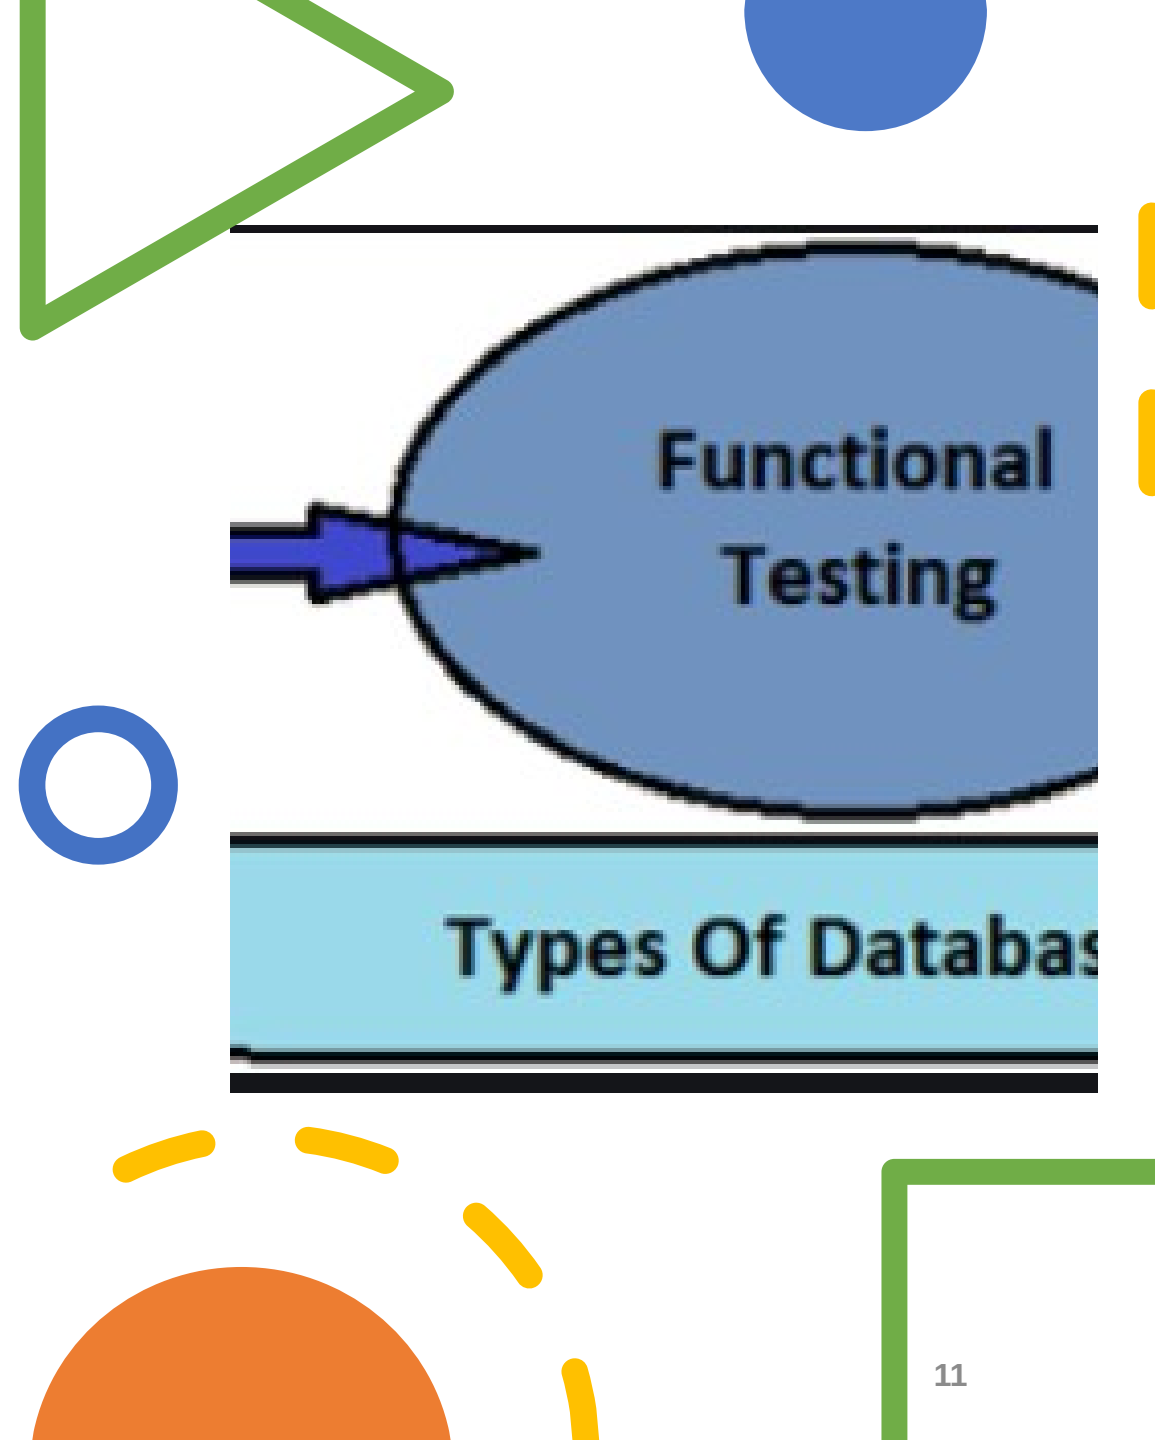 Functional
Testing
Types Of Databas
11